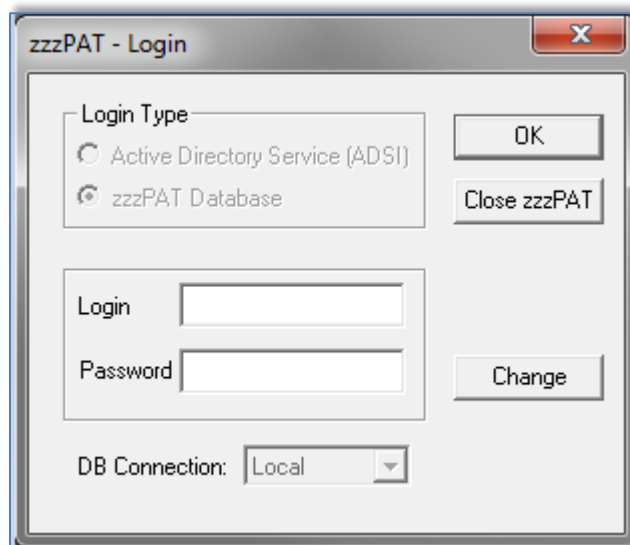 zzzPAT - Login
Login Type
Active Directory Service (ADSI)
zzzPAT Database
OK
Close zzzPAT
Login
Password
Change
DB Connection: Local